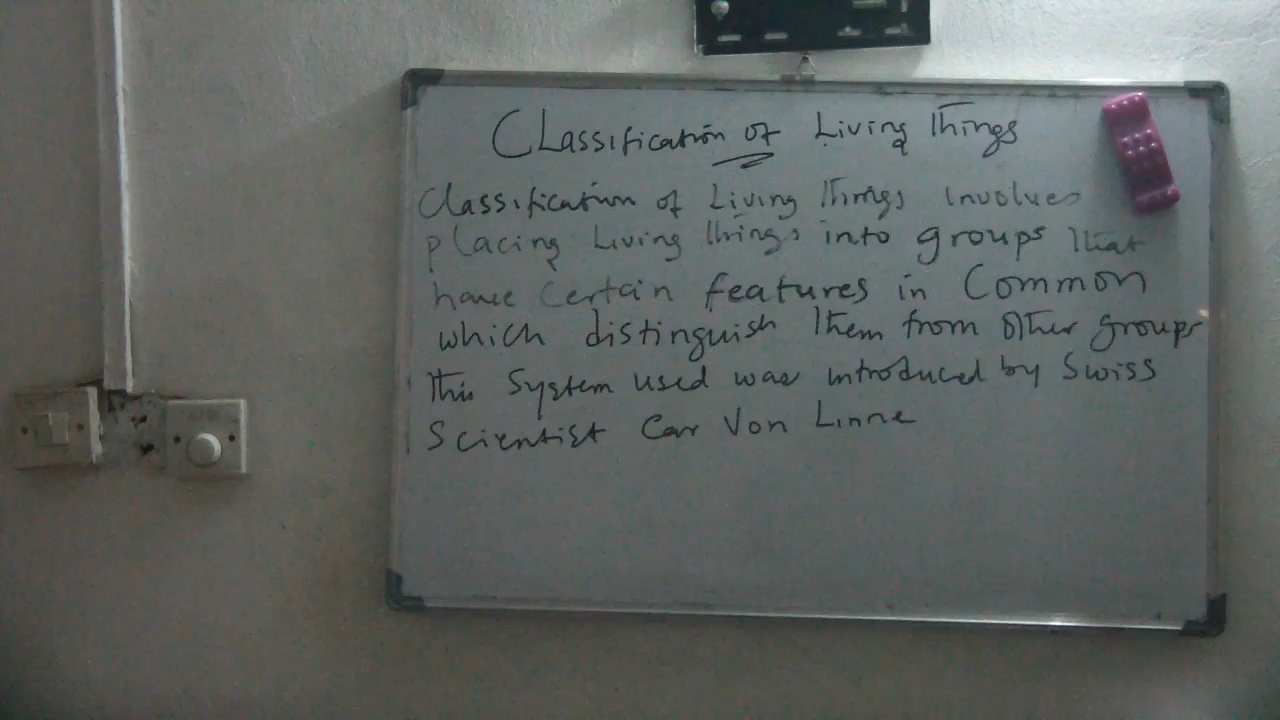 Classification of Living Things
Classification of Living Things involves
placing Living things into groups that
have Certain features in Common
which distinguish them from other groups
This System used was introduced by Swiss
Scientist Car Von Linne